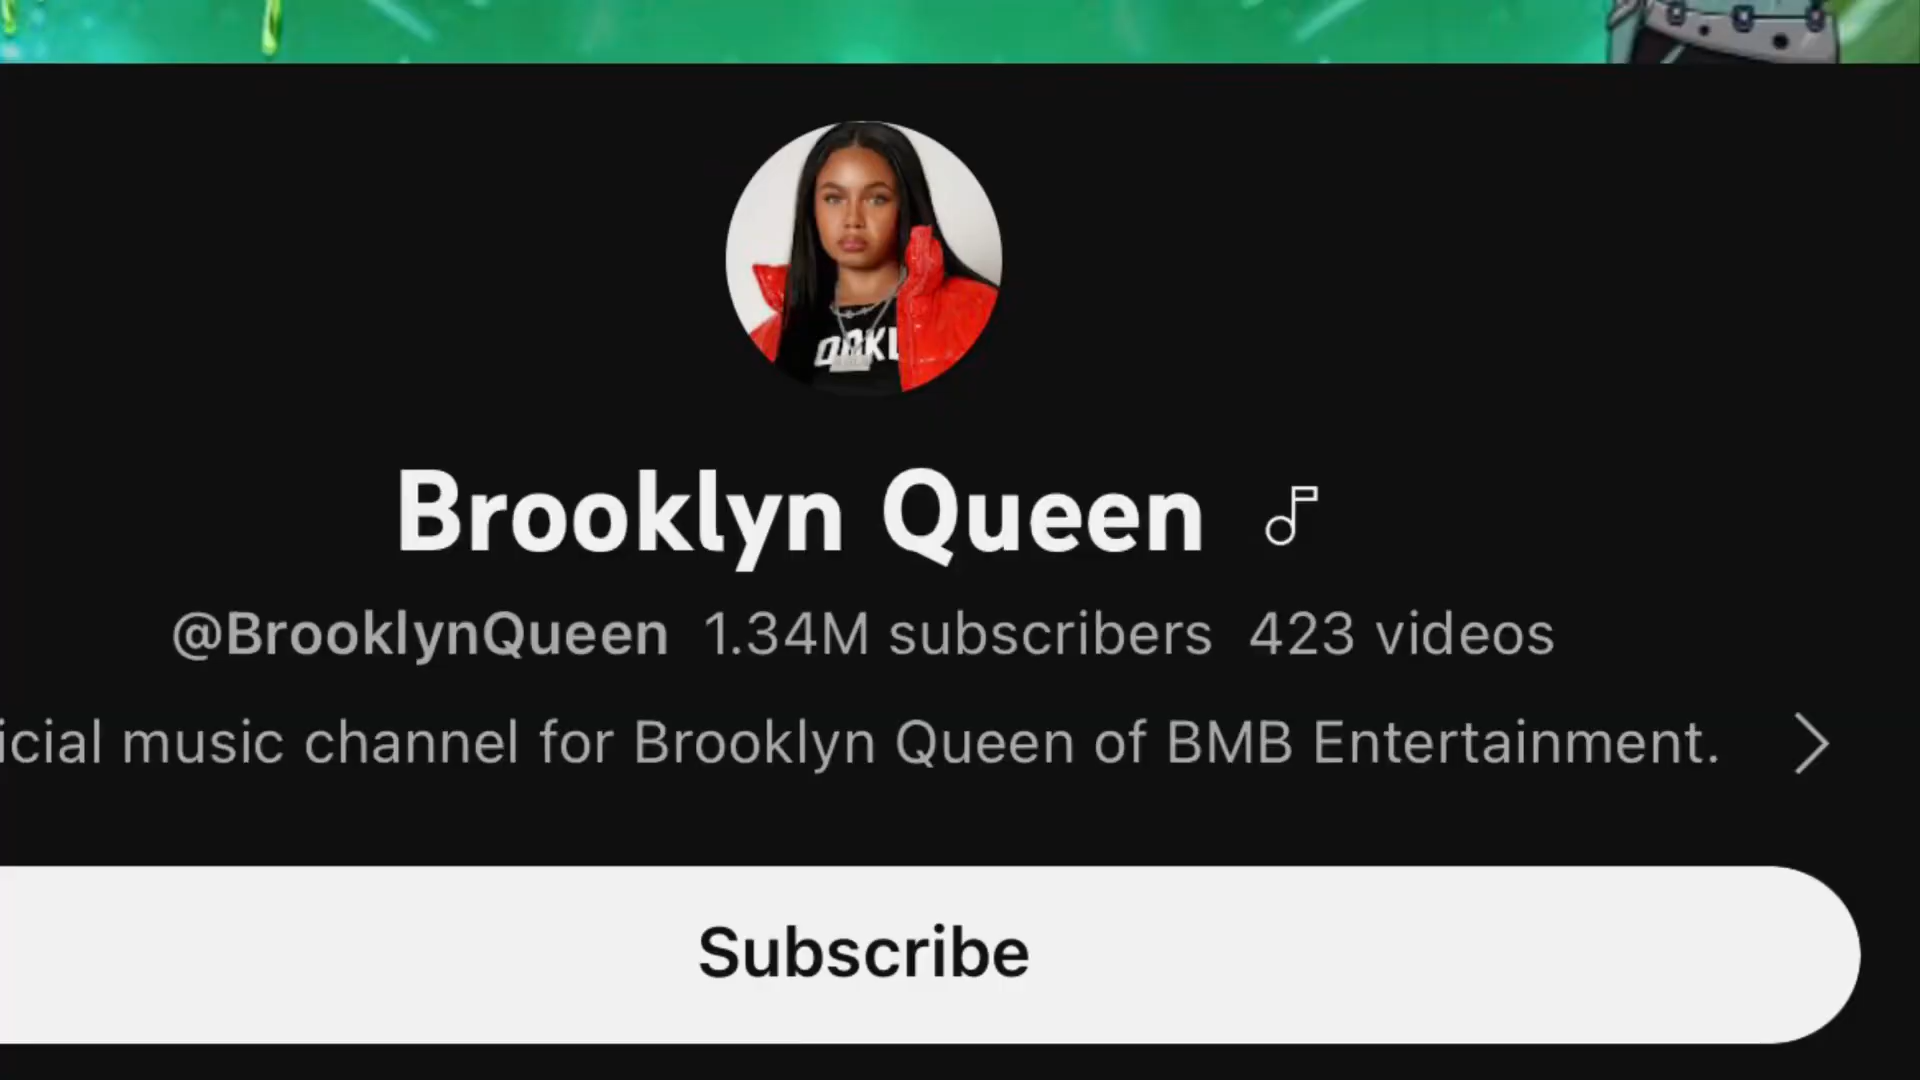 Brooklyn Queen
@BrooklynQueen 1.34M subscribers 423 videos
icial music channel for Brooklyn Queen of BMB Entertainment.
Subscribe